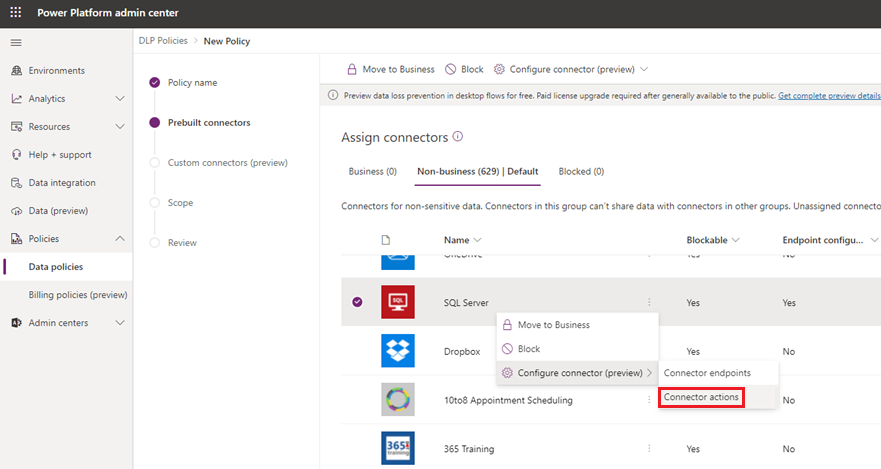 Power Platform admin center
DLP Policies > New Policy
Environments
Analytics
Resources
Help + support
Data integration
Data (preview)
Policies
Data policies
Billing policies (preview)
Admin centers
Policy name
Prebuilt connectors
Custom connectors (preview)
Scope
Review
Move to Business Block Configure connector (preview)
Preview data loss prevention in desktop flows for free. Paid license upgrade required after generally available to the public. Get complete preview details
Assign connectors
Business (0) Non-business (629) | Default Blocked (0)
Connectors for non-sensitive data. Connectors in this group can't share data with connectors in other groups. Unassigned connecto
Name Blockable Endpoint configu...
OneDrive Yes No
SQL
SQL Server Yes Yes
Move to Business
Block
Configure connector (preview)
Connector endpoints
Connector actions
Dropbox Yes No
10to8 Appointment Scheduling No
365
training
365 Training Yes No